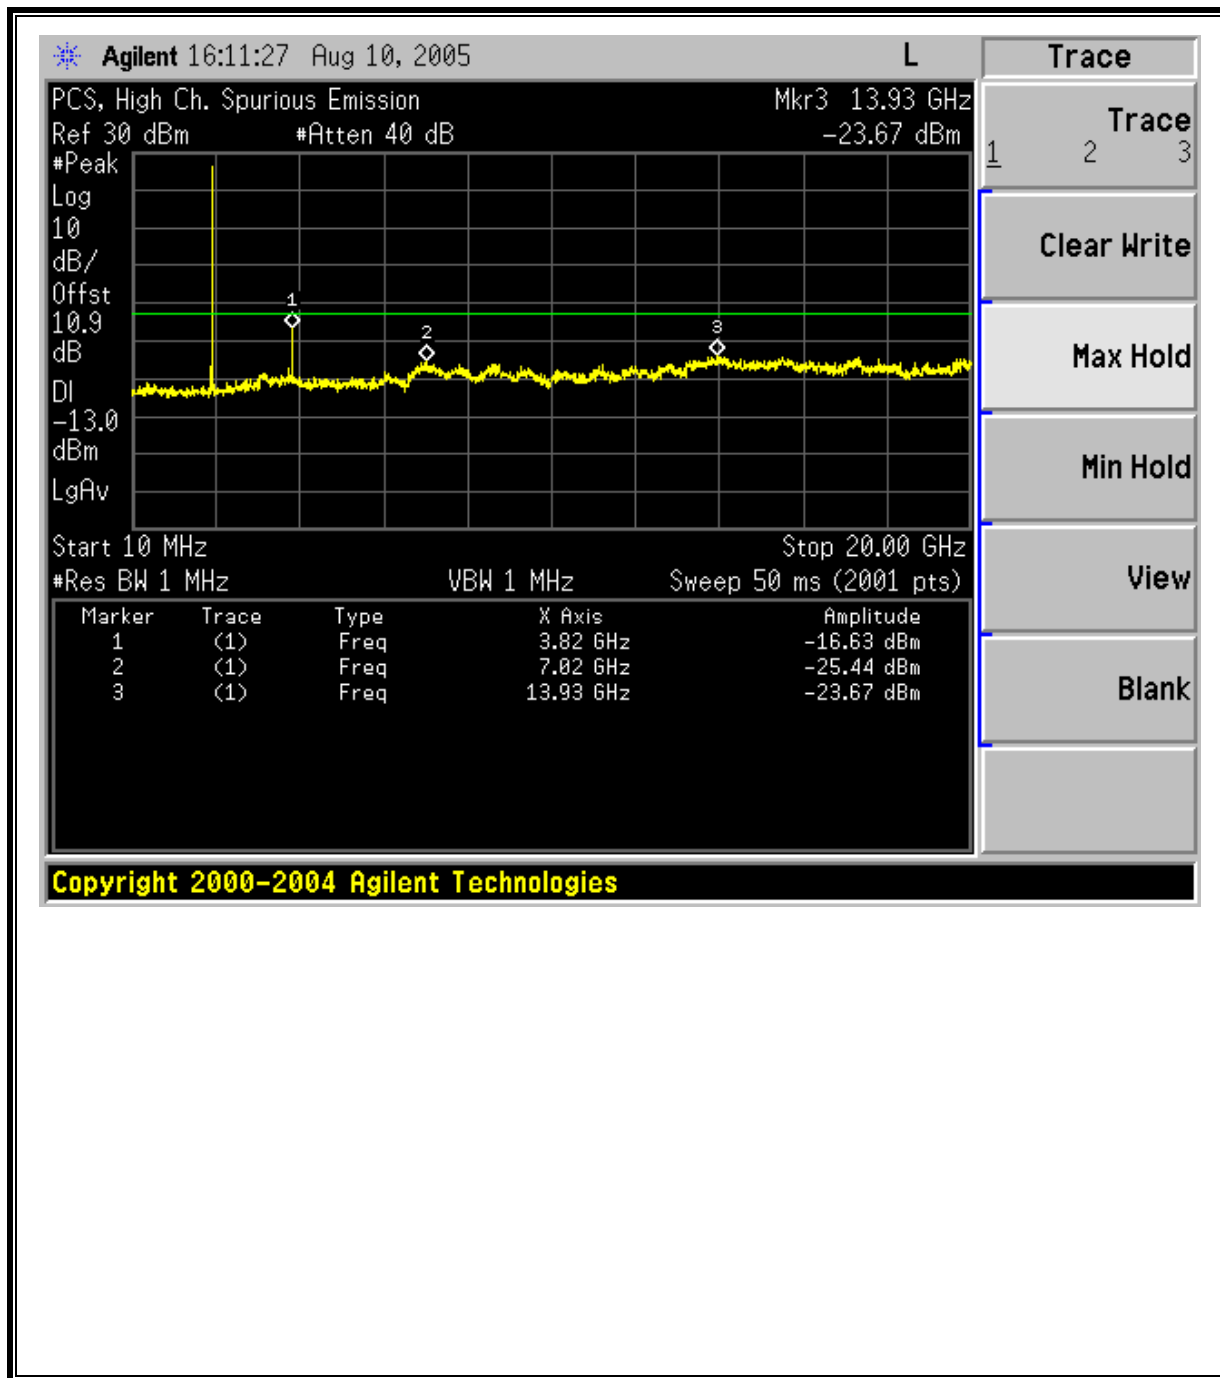 Agilent 16:11:27 Aug 10, 2005 L
Trace
PCS, High Ch. Spurious Emission Mkr3 13.93 GHz
Ref 30 dBm #Atten 40 dB -23.67 dBm
#Peak
Log
10
dB/
Offst
10.9
dB
DI
-13.0
dBm
LgAv
1
2
3
Start 10 MHz Stop 20.00 GHz
#Res BW 1 MHz VBW 1 MHz Sweep 50 ms (2001 pts)
Marker Trace Type X Axis Amplitude
1 (1) Freq 3.82 GHz -16.63 dBm
2 (1) Freq 7.02 GHz -25.44 dBm
3 (1) Freq 13.93 GHz -23.67 dBm
Trace
1 2 3
Clear Write
Max Hold
Min Hold
View
Blank
Copyright 2000-2004 Agilent Technologies